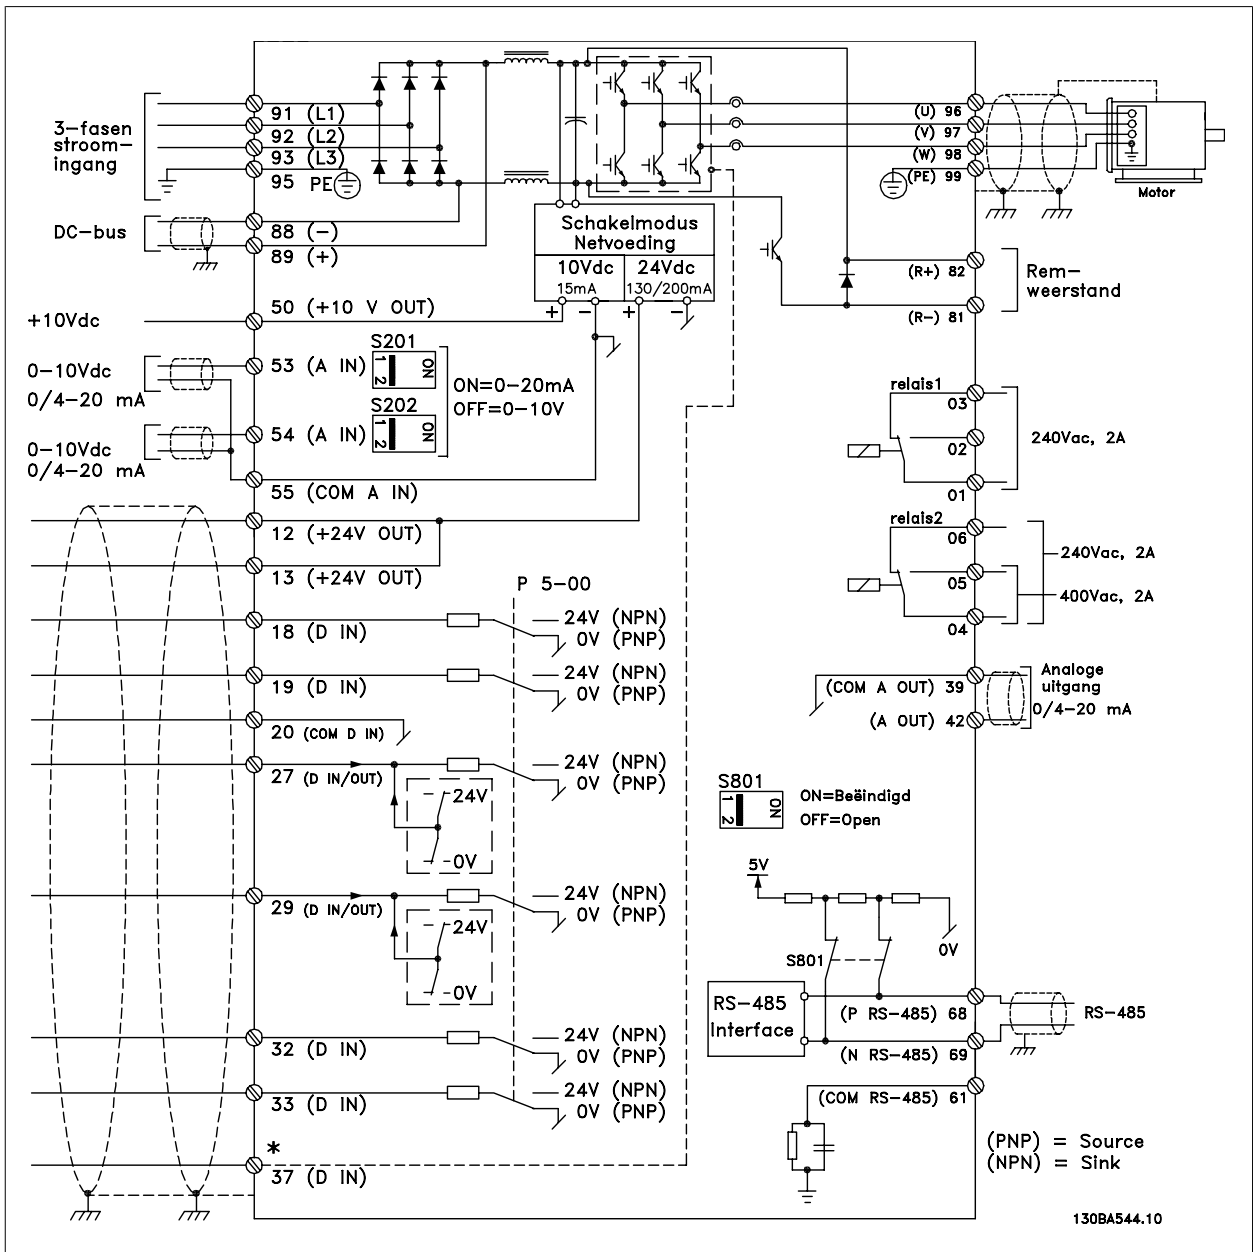 3-fasen
stroom-
ingang
91 (L1)
92 (L2)
93 (L3)
95 PE
DC-bus
88 (-)
89 (+)
+10Vdc
50 (+10 V OUT)
0-10Vdc
0/4-20 mA
53 (A IN)
S201
ON
1 2
ON=0-20mA
OFF=0-10V
S202
ON
1 2
0-10Vdc
0/4-20 mA
54 (A IN)
55 (COM A IN)
12 (+24V OUT)
13 (+24V OUT)
P 5-00
18 (D IN)
24V (NPN)
0V (PNP)
19 (D IN)
24V (NPN)
0V (PNP)
20 (COM D IN)
27 (D IN/OUT)
24V (NPN)
0V (PNP)
24V
0V
29 (D IN/OUT)
24V (NPN)
0V (PNP)
24V
0V
32 (D IN)
24V (NPN)
0V (PNP)
33 (D IN)
24V (NPN)
0V (PNP)
*
37 (D IN)
Schakelmodus
Netvoeding
10Vdc
15mA
24Vdc
130/200mA
+ - + -
(U) 96
(V) 97
(W) 98
(PE) 99
Motor
(R+) 82
(R-) 81
Rem-
weerstand
relais1
03
02
01
240Vac, 2A
relais2
06
05
04
240Vac, 2A
400Vac, 2A
(COM A OUT) 39
(A OUT) 42
Analoge
uitgang
0/4-20 mA
S801
ON
1 2
ON=Beëindigd
OFF=Open
5V
0V
S801
RS-485
Interface
(P RS-485) 68
(N RS-485) 69
(COM RS-485) 61
RS-485
(PNP) = Source
(NPN) = Sink
130BA544.10